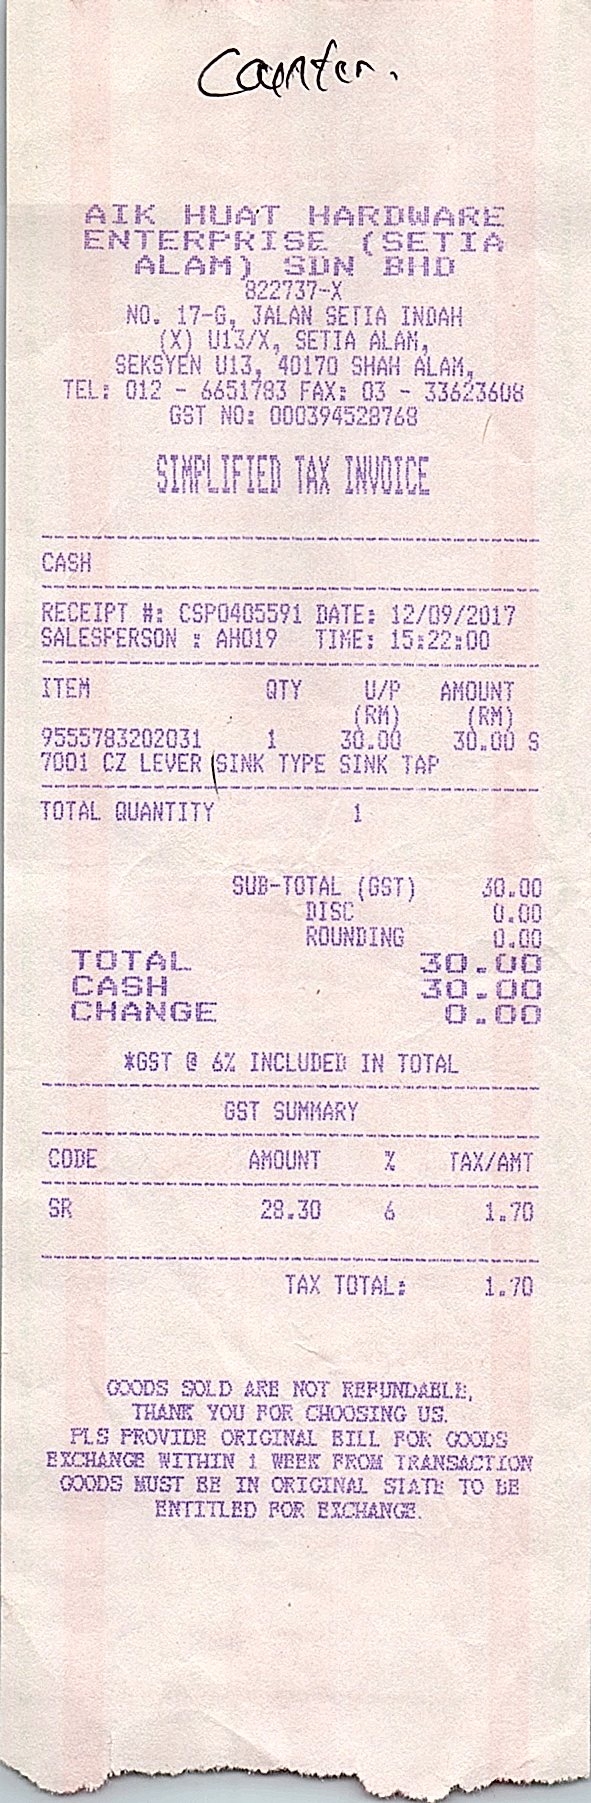 Counter.
AIK HUAT HARDWARE
ENTERPRISE (SETIA
ALAM) SDN BHD
822737-X
NO. 17-G, JALAN SETIA INDAH
(X) U13/X, SETIA ALAM,
SEKSYEN U13, 40170 SHAH ALAM,
TEL: 012 - 6651783 FAX: 03 - 33623608
GST NO: 000394528768
SIMPLIFIED TAX INVOICE
CASH
RECEIPT #: CSP0405591 DATE: 12/09/2017
SALESPERSON : AH019 TIME: 15:22:00
ITEM QTY U/P AMOUNT
(RM) (RM)
9555783202031 1 30.00 30.00 S
7001 CZ LEVER SINK TYPE SINK TAP
TOTAL QUANTITY 1
SUB-TOTAL (GST) 30.00
DISC 0.00
ROUNDING 0.00
TOTAL 30.00
CASH 30.00
CHANGE 0.00
*GST @ 6% INCLUDED IN TOTAL
GST SUMMARY
CODE AMOUNT % TAX/AMT
SR 28.30 6 1.70
TAX TOTAL: 1.70
GOODS SOLD ARE NOT REFUNDABLE,
THANK YOU FOR CHOOSING US.
PLS PROVIDE ORIGINAL BILL FOR GOODS
EXCHANGE WITHIN 1 WEEK FROM TRANSACTION
GOODS MUST BE IN ORIGINAL STATE TO BE
ENTITLED FOR EXCHANGE.